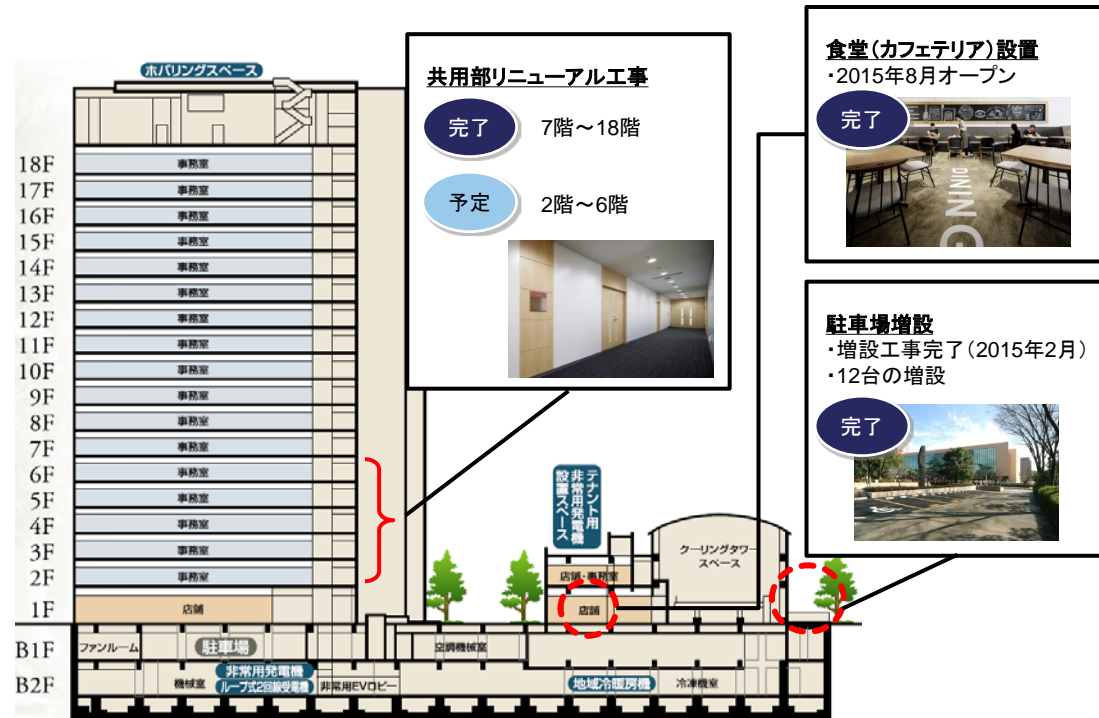 ホバリングスペース
18F 事務室
17F 事務室
16F 事務室
15F 事務室
14F 事務室
13F 事務室
12F 事務室
11F 事務室
10F 事務室
9F 事務室
8F 事務室
7F 事務室
6F 事務室
5F 事務室
4F 事務室
3F 事務室
2F 事務室
1F 店舗
B1F ファンルーム 駐車場 空調機械室
B2F 機械室 非常用発電機
ループ式2回線受電機 非常用EVロビー 地域冷暖房機 冷凍機室
共用部リニューアル工事
完了 7階～18階
予定 2階～6階
テナント用
非常用発電機
設置スペース
店舗・事務室
店舗
クーリングタワー
スペース
食堂（カフェテリア）設置
・2015年8月オープン
完了
DINING
駐車場増設
・増設工事完了（2015年2月）
・12台の増設
完了